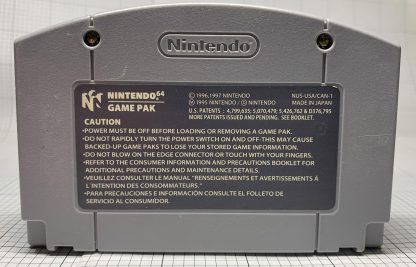 Nintendo
NINTENDO 64
GAME PAK
© 1996, 1997 NINTENDO
Ⓜ 1995 NINTENDO / Ⓒ NINTENDO
NUS-USA/CAN-1
MADE IN JAPAN
U.S. PATENTS : 4,799,635; 5,070,479; 5,426,762 & D376,795
MORE PATENTS ISSUED AND PENDING. SEE BOOKLET.
CAUTION
•POWER MUST BE OFF BEFORE LOADING OR REMOVING A GAME PAK.
•DO NOT RAPIDLY TURN THE POWER SWITCH ON AND OFF-THIS MAY CAUSE
BACKED-UP GAME PAKS TO LOSE YOUR STORED GAME INFORMATION.
•DO NOT BLOW ON THE EDGE CONNECTOR OR TOUCH WITH YOUR FINGERS.
•REFER TO THE CONSUMER INFORMATION AND PRECAUTIONS BOOKLET FOR
ADDITIONAL PRECAUTIONS AND MAINTENANCE DETAILS.
•VEUILLEZ CONSULTER LE MANUEL "RENSEIGNEMENTS ET AVERTISSEMENTS Á
L'INTENTION DES CONSOMMATEURS."
•PARA PRECAUCIONES E INFORMACIÓN CONSULTE EL FOLLETO DE
SERVICIO AL CONSUMIDOR.